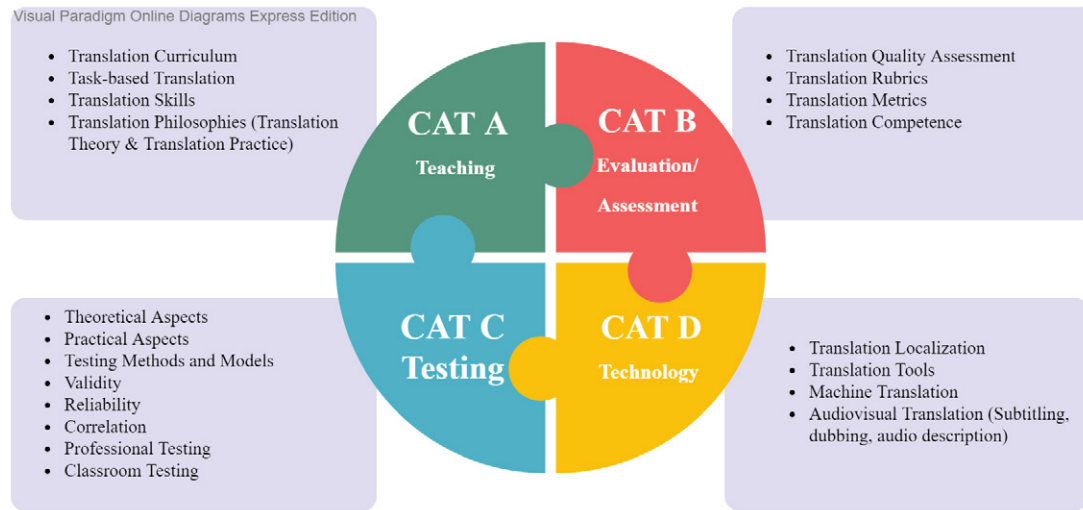 Visual Paradigm Online Diagrams Express Edition
• Translation Curriculum
• Task-based Translation
• Translation Skills
• Translation Philosophies (Translation
Theory & Translation Practice)
CAT A
Teaching
CAT B
Evaluation/
Assessment
• Translation Quality Assessment
• Translation Rubrics
• Translation Metrics
• Translation Competence
• Theoretical Aspects
• Practical Aspects
• Testing Methods and Models
• Validity
• Reliability
• Correlation
• Professional Testing
• Classroom Testing
CAT C
Testing
CAT D
Technology
• Translation Localization
• Translation Tools
• Machine Translation
• Audiovisual Translation (Subtitling,
dubbing, audio description)